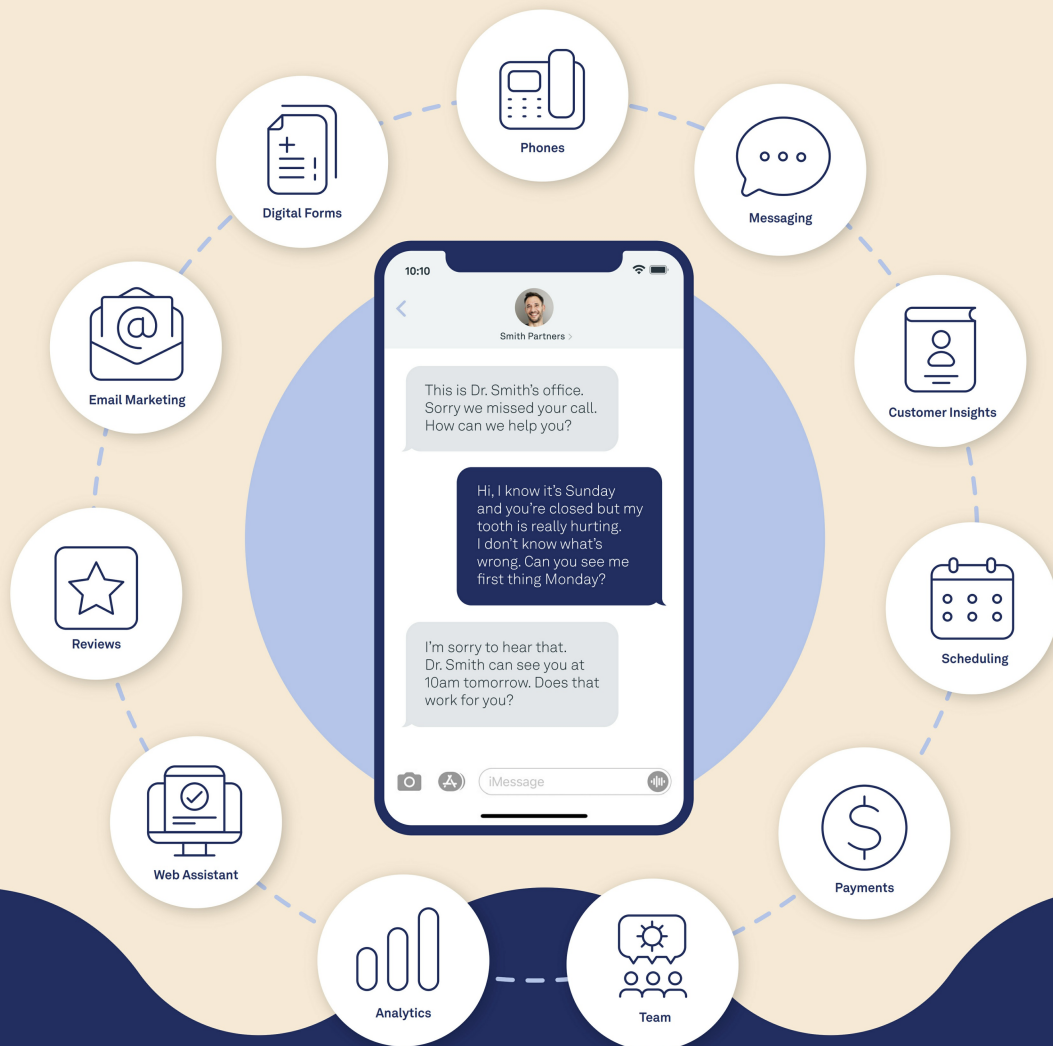 Phones
Digital Forms
Messaging
10:10
Smith Partners >
Email Marketing
Customer Insights
This is Dr. Smith's office.
Sorry we missed your call.
How can we help you?
Hi, I know it's Sunday
and you're closed but my
tooth is really hurting.
I don't know what's
wrong. Can you see me
first thing Monday?
Reviews
Scheduling
I'm sorry to hear that.
Dr. Smith can see you at
10am tomorrow. Does that
work for you?
iMessage
Web Assistant
Payments
Analytics
Team